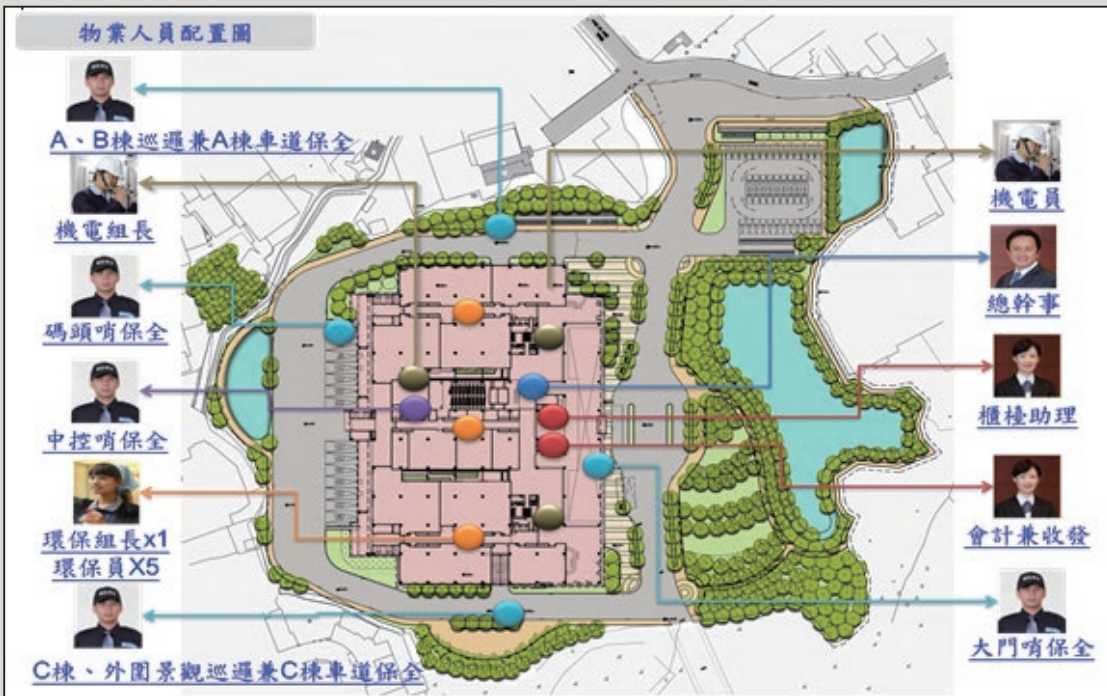 物業人員配置圖
A、B棟巡邏兼A棟車道保全
機電組長
碼頭哨保全
中控哨保全
環保組長x1
環保員X5
C棟、外圍景觀巡邏兼C棟車道保全
機電員
總幹事
櫃檯助理
會計兼收發
大門哨保全